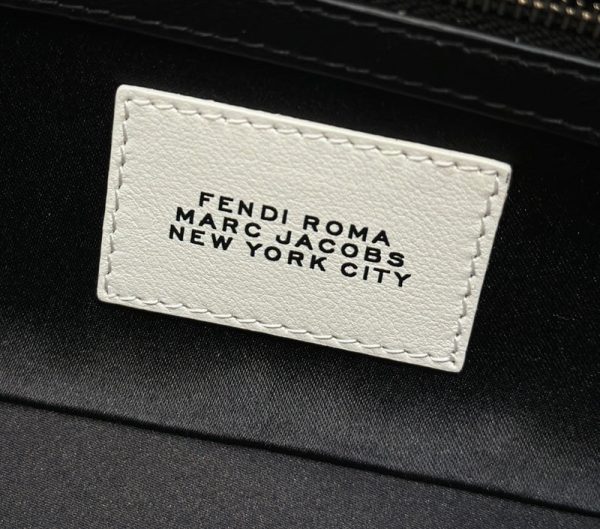 FENDI ROMA
MARC JACOBS
NEW YORK CITY